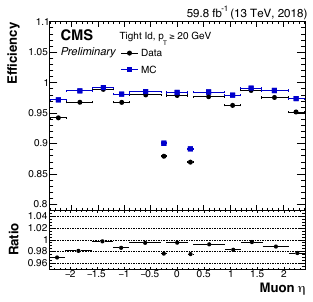 59.8 fb⁻¹ (13 TeV, 2018)
Efficiency
1.1
1.05
1
0.95
0.9
0.85
0.8
CMS
Preliminary
Tight Id, p_T ≥ 20 GeV
Data
MC
Ratio
1.04
1.02
1
0.98
0.96
−2 −1.5 −1 −0.5 0 0.5 1 1.5 2
Muon η